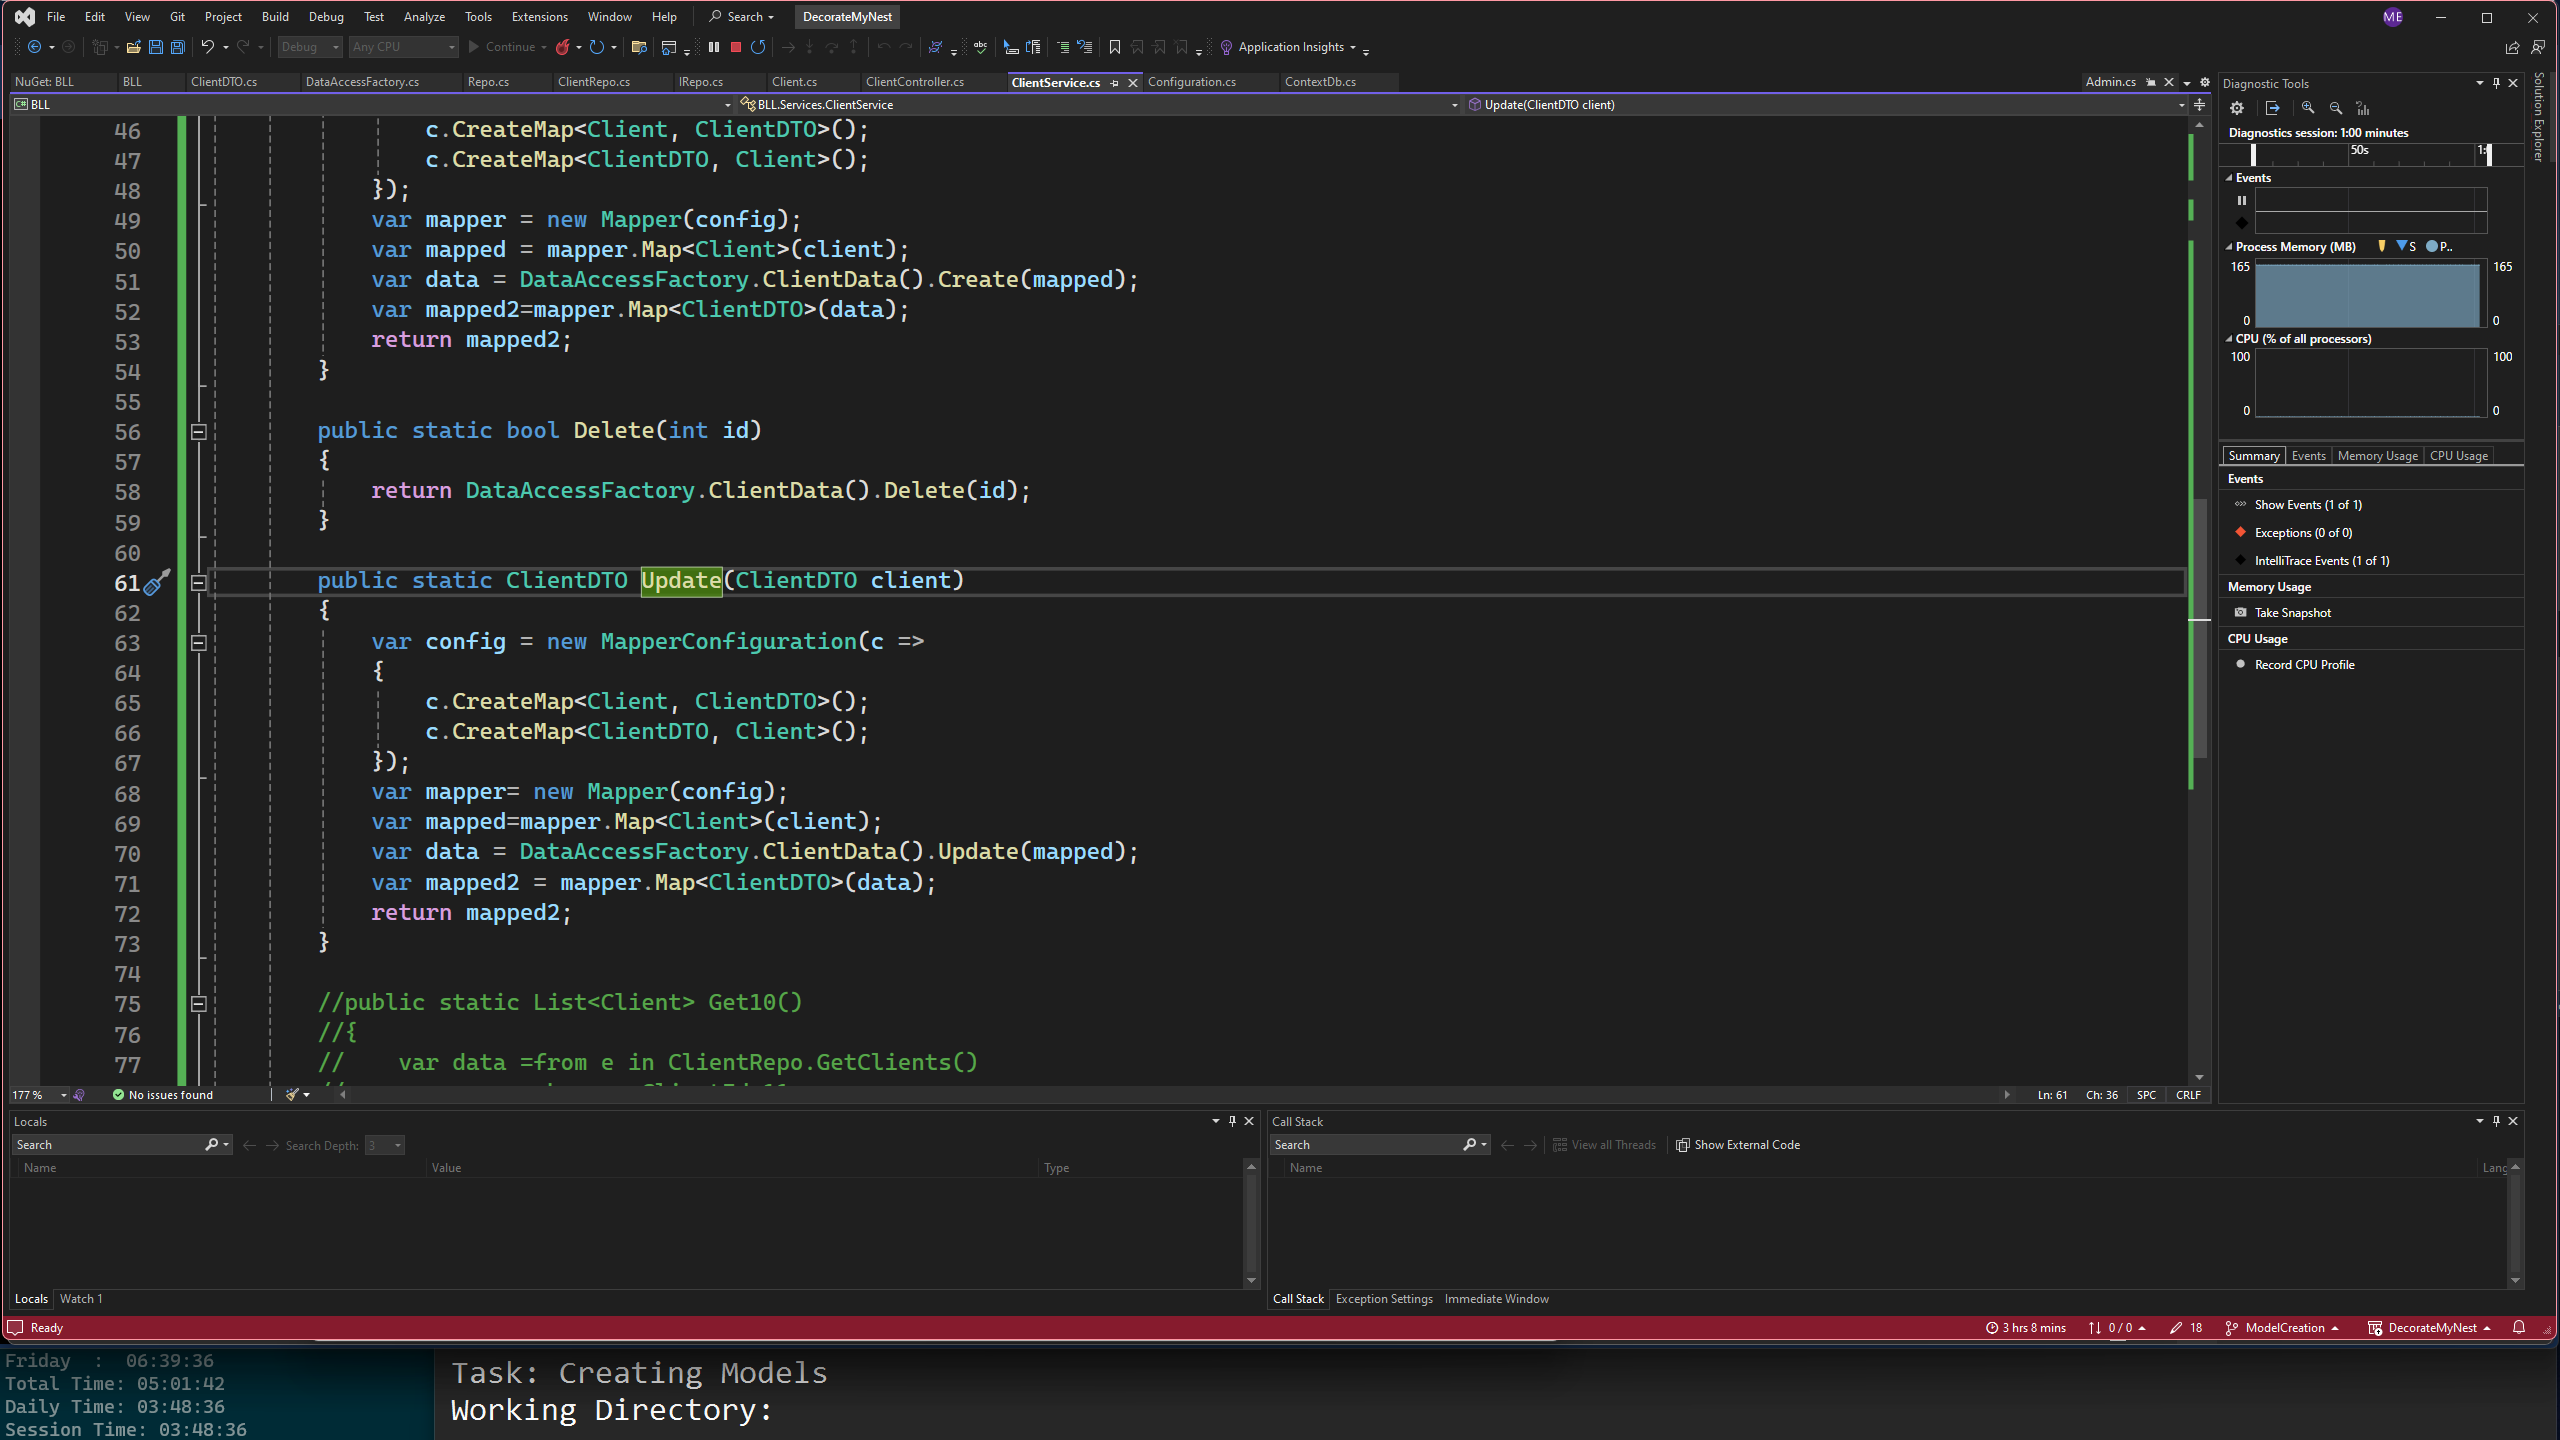 File Edit View Git Project Build Debug Test Analyze Tools Extensions Window Help Search DecorateMyNest ME
Debug Any CPU Continue Application Insights
NuGet: BLL BLL ClientDTO.cs DataAccessFactory.cs Repo.cs ClientRepo.cs IRepo.cs Client.cs ClientController.cs ClientService.cs Configuration.cs ContextDb.cs Admin.cs
BLL BLL.Services.ClientService Update(ClientDTO client)
46 c.CreateMap<Client, ClientDTO>();
47 c.CreateMap<ClientDTO, Client>();
48 });
49 var mapper = new Mapper(config);
50 var mapped = mapper.Map<Client>(client);
51 var data = DataAccessFactory.ClientData().Create(mapped);
52 var mapped2=mapper.Map<ClientDTO>(data);
53 return mapped2;
54 }
55
56 public static bool Delete(int id)
57 {
58 return DataAccessFactory.ClientData().Delete(id);
59 }
60
61 public static ClientDTO Update(ClientDTO client)
62 {
63 var config = new MapperConfiguration(c =>
64 {
65 c.CreateMap<Client, ClientDTO>();
66 c.CreateMap<ClientDTO, Client>();
67 });
68 var mapper= new Mapper(config);
69 var mapped=mapper.Map<Client>(client);
70 var data = DataAccessFactory.ClientData().Update(mapped);
71 var mapped2 = mapper.Map<ClientDTO>(data);
72 return mapped2;
73 }
74
75 //public static List<Client> Get10()
76 //{
77 // var data =from e in ClientRepo.GetClients()
177 % No issues found Ln: 61 Ch: 36 SPC CRLF
Diagnostic Tools
Diagnostics session: 1:00 minutes
50s 1:
Events
Process Memory (MB) S P..
165 165
0 0
CPU (% of all processors)
100 100
0 0
Summary Events Memory Usage CPU Usage
Events
Show Events (1 of 1)
Exceptions (0 of 0)
IntelliTrace Events (1 of 1)
Memory Usage
Take Snapshot
CPU Usage
Record CPU Profile
Solution Explorer
Locals
Search Search Depth: 3
Name Value Type
Locals Watch 1
Call Stack
Search View all Threads Show External Code
Name Lang
Call Stack Exception Settings Immediate Window
Ready 3 hrs 8 mins 0 / 0 18 ModelCreation DecorateMyNest
Friday : 06:39:36
Total Time: 05:01:42
Daily Time: 03:48:36
Session Time: 03:48:36
Task: Creating Models
Working Directory: